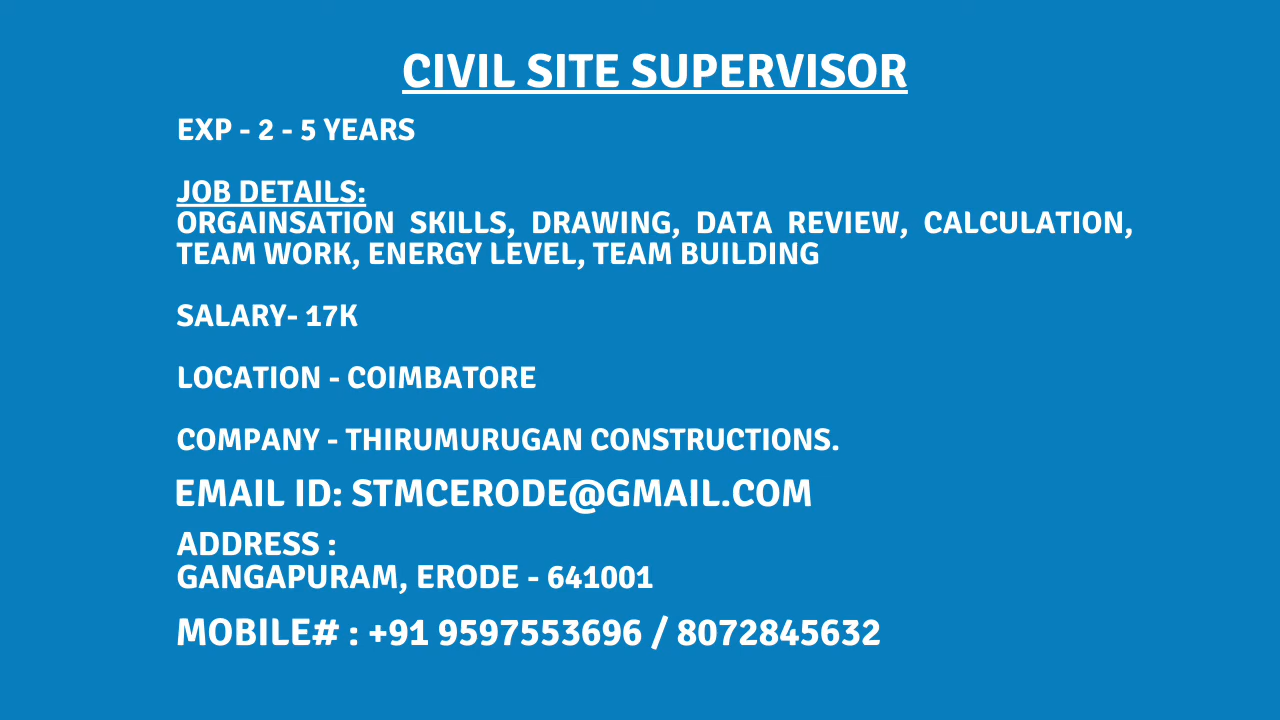 CIVIL SITE SUPERVISOR
EXP - 2 - 5 YEARS
JOB DETAILS:
ORGAINSATION SKILLS, DRAWING, DATA REVIEW, CALCULATION,
TEAM WORK, ENERGY LEVEL, TEAM BUILDING
SALARY- 17K
LOCATION - COIMBATORE
COMPANY - THIRUMURUGAN CONSTRUCTIONS.
EMAIL ID: STMCERODE@GMAIL.COM
ADDRESS :
GANGAPURAM, ERODE - 641001
MOBILE# : +91 9597553696 / 8072845632